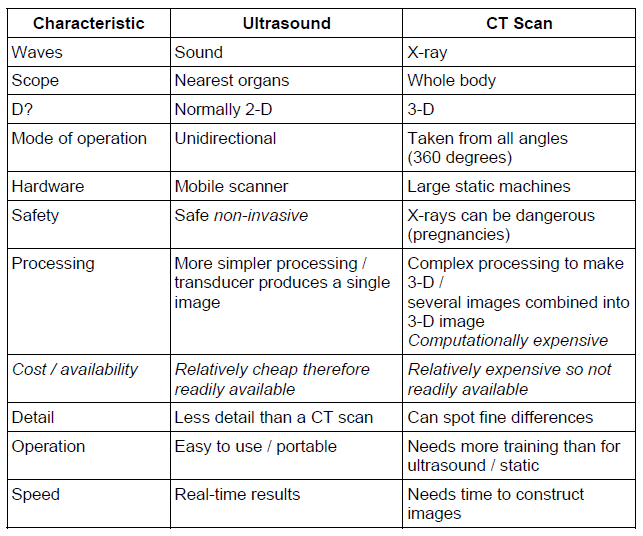 Characteristic Ultrasound CT Scan
Waves Sound X-ray
Scope Nearest organs Whole body
D? Normally 2-D 3-D
Mode of operation Unidirectional Taken from all angles
(360 degrees)
Hardware Mobile scanner Large static machines
Safety Safe non-invasive X-rays can be dangerous
(pregnancies)
Processing More simpler processing / Complex processing to make
transducer produces a single 3-D /
image several images combined into
3-D image
Computationally expensive
Cost / availability Relatively cheap therefore Relatively expensive so not
readily available readily available
Detail Less detail than a CT scan Can spot fine differences
Operation Easy to use / portable Needs more training than for
ultrasound / static
Speed Real-time results Needs time to construct
images